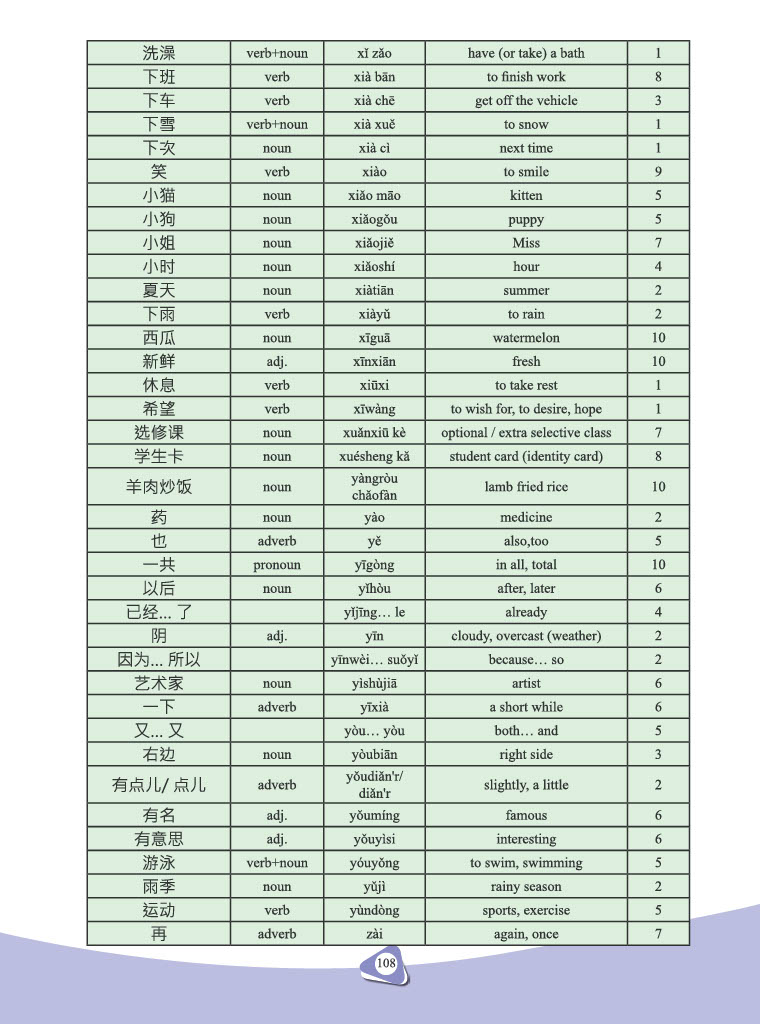 洗澡 verb+noun xǐ zǎo have (or take) a bath 1
下班 verb xià bān to finish work 8
下车 verb xià chē get off the vehicle 3
下雪 verb+noun xià xuě to snow 1
下次 noun xià cì next time 1
笑 verb xiào to smile 9
小猫 noun xiǎo māo kitten 5
小狗 noun xiǎogǒu puppy 5
小姐 noun xiǎojiě Miss 7
小时 noun xiǎoshí hour 4
夏天 noun xiàtiān summer 2
下雨 verb xiàyǔ to rain 2
西瓜 noun xīguā watermelon 10
新鲜 adj. xīnxiān fresh 10
休息 verb xiūxi to take rest 1
希望 verb xīwàng to wish for, to desire, hope 1
选修课 noun xuǎnxiū kè optional / extra selective class 7
学生卡 noun xuésheng kǎ student card (identity card) 8
羊肉炒饭 noun yàngròu chǎofàn lamb fried rice 10
药 noun yào medicine 2
也 adverb yě also,too 5
一共 pronoun yīgòng in all, total 10
以后 noun yǐhòu after, later 6
已经... 了 yǐjīng… le already 4
阴 adj. yīn cloudy, overcast (weather) 2
因为... 所以 yīnwèi… suǒyǐ because… so 2
艺术家 noun yìshùjiā artist 6
一下 adverb yīxià a short while 6
又... 又 yòu… yòu both… and 5
右边 noun yòubiān right side 3
有点儿/ 点儿 adverb yǒudiǎn'r/ diǎn'r slightly, a little 2
有名 adj. yǒumíng famous 6
有意思 adj. yǒuyìsi interesting 6
游泳 verb+noun yóuyǒng to swim, swimming 5
雨季 noun yǔjì rainy season 2
运动 verb yùndòng sports, exercise 5
再 adverb zài again, once 7
108